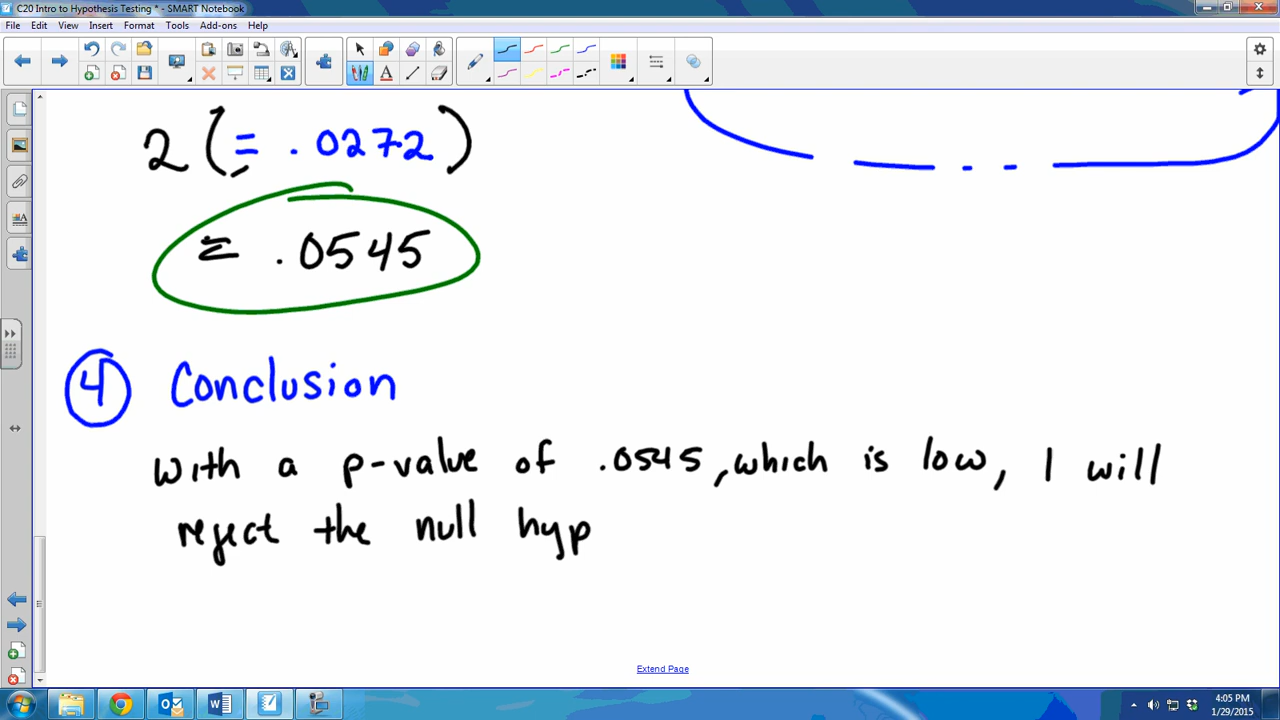 C20 Intro to Hypothesis Testing * - SMART Notebook
File Edit View Insert Format Tools Add-ons Help
2 (= .0272)
≅ .0545
4 Conclusion
With a p-value of .0545, which is low, I will
reject the null hyp
Extend Page
4:05 PM
1/29/2015